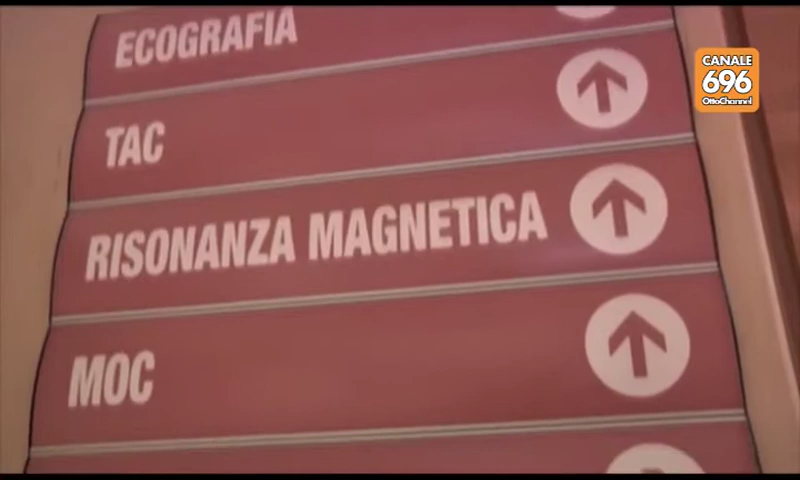 ECOGRAFIA
CANALE
696
OttoChannel
TAC
RISONANZA MAGNETICA
MOC